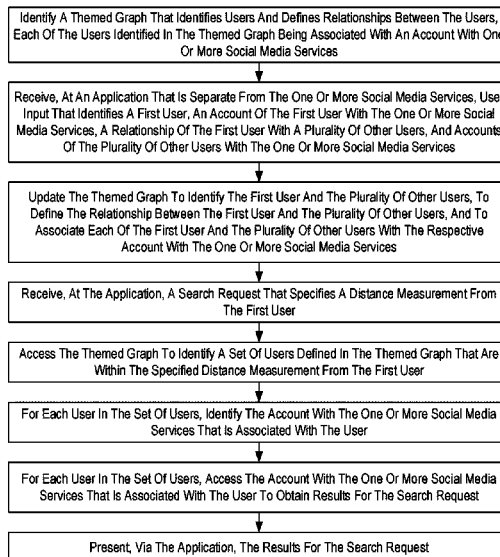 Identify A Themed Graph That Identifies Users And Defines Relationships Between The Users,
Each Of The Users Identified In The Themed Graph Being Associated With An Account With One
Or More Social Media Services
Receive, At An Application That Is Separate From The One Or More Social Media Services, User
Input That Identifies A First User, An Account Of The First User With The One Or More Social
Media Services, A Relationship Of The First User With A Plurality Of Other Users, And Accounts
Of The Plurality Of Other Users With The One Or More Social Media Services
Update The Themed Graph To Identify The First User And The Plurality Of Other Users, To
Define The Relationship Between The First User And The Plurality Of Other Users, And To
Associate Each Of The First User And The Plurality Of Other Users With The Respective
Account With The One Or More Social Media Services
Receive, At The Application, A Search Request That Specifies A Distance Measurement From
The First User
Access The Themed Graph To Identify A Set Of Users Defined In The Themed Graph That Are
Within The Specified Distance Measurement From The First User
For Each User In The Set Of Users, Identify The Account With The One Or More Social Media
Services That Is Associated With The User
For Each User In The Set Of Users, Access The Account With The One Or More Social Media
Services That Is Associated With The User To Obtain Results For The Search Request
Present, Via The Application, The Results For The Search Request